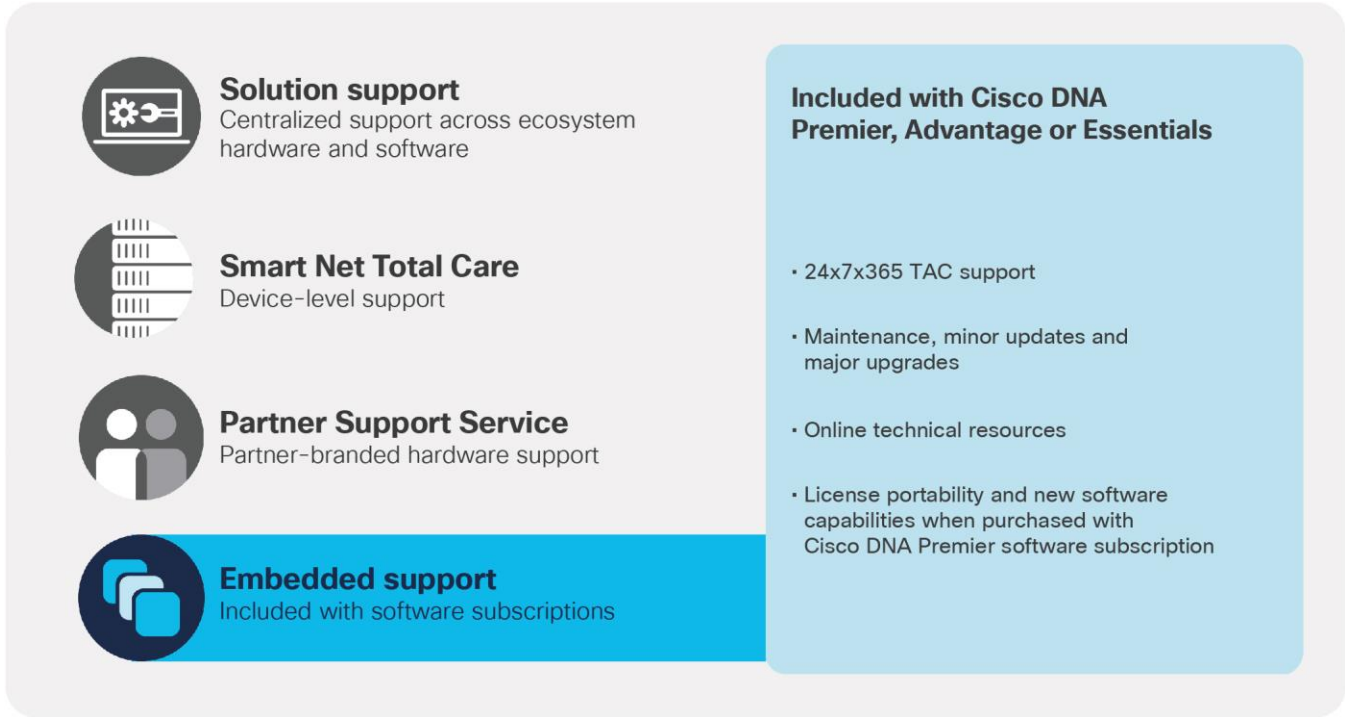 Solution support
Centralized support across ecosystem
hardware and software
Smart Net Total Care
Device-level support
Partner Support Service
Partner-branded hardware support
Embedded support
Included with software subscriptions
Included with Cisco DNA
Premier, Advantage or Essentials
· 24x7x365 TAC support
· Maintenance, minor updates and
major upgrades
· Online technical resources
· License portability and new software
capabilities when purchased with
Cisco DNA Premier software subscription